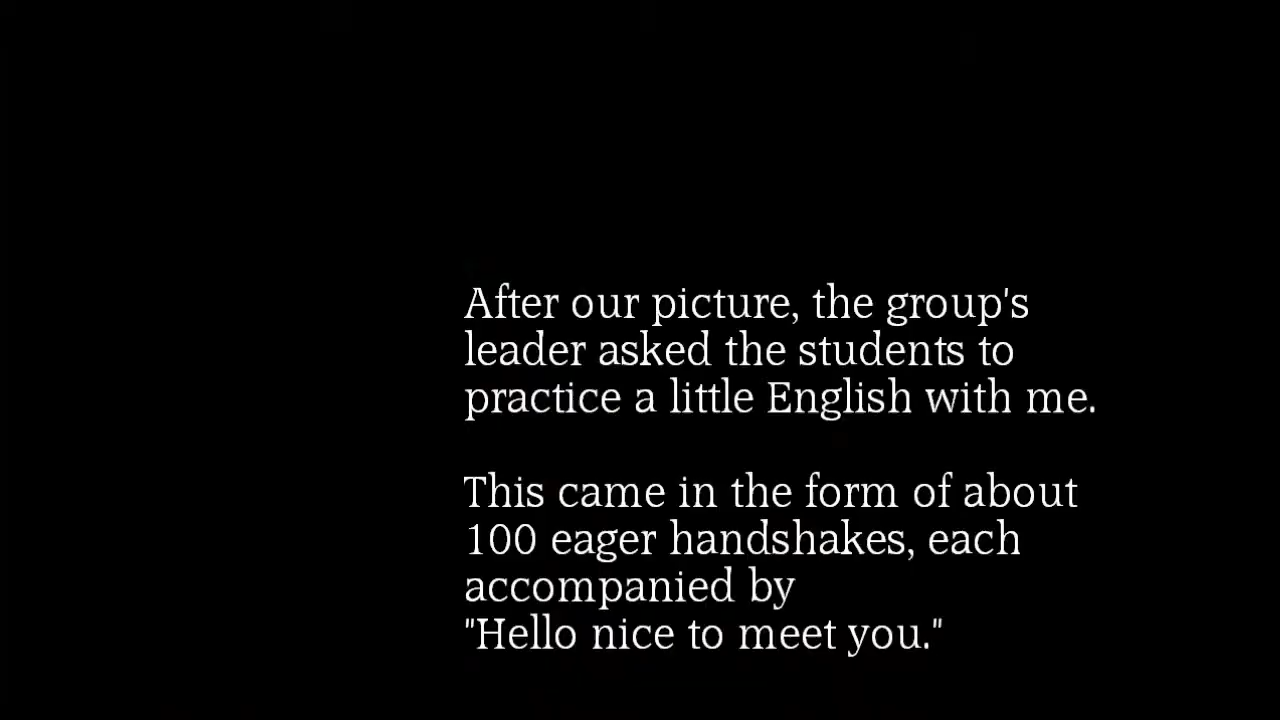 After our picture, the group's
leader asked the students to
practice a little English with me.
This came in the form of about
100 eager handshakes, each
accompanied by
"Hello nice to meet you."